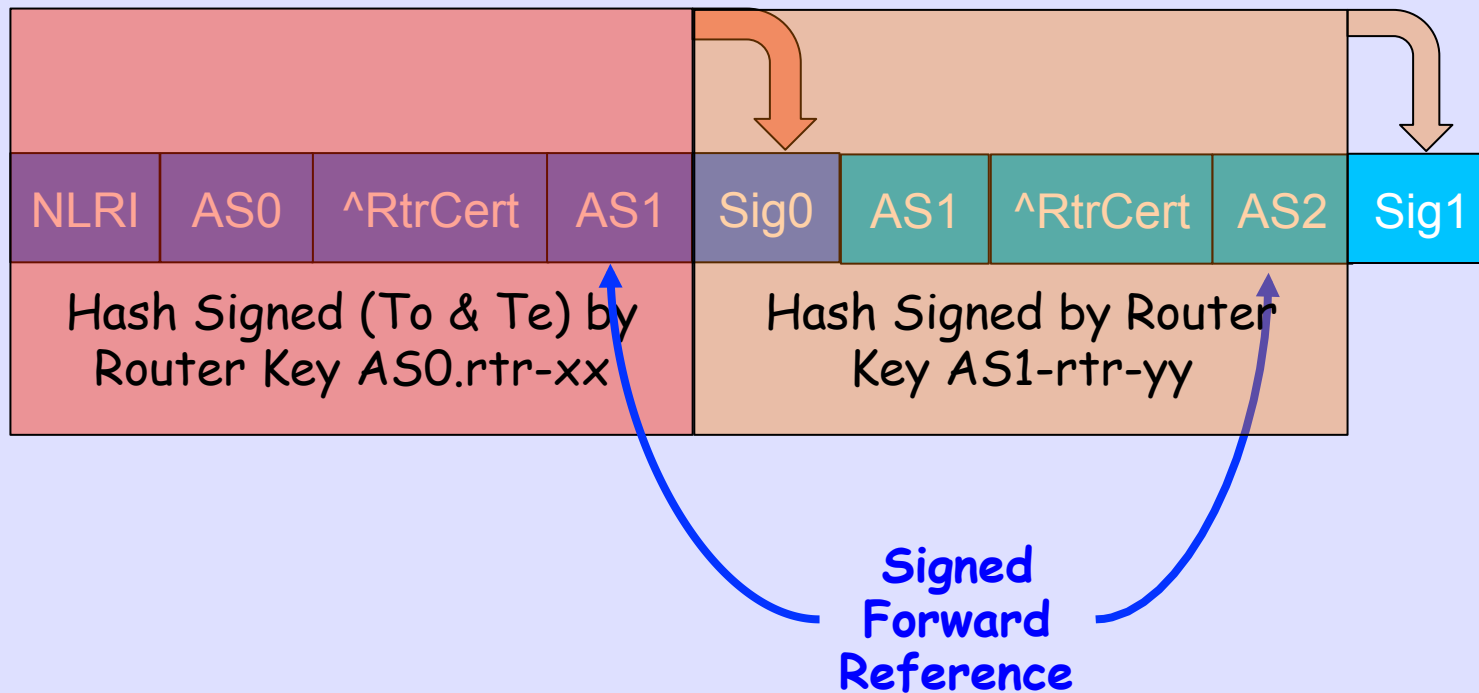 NLRI AS0 ^RtrCert AS1 Sig0 AS1 ^RtrCert AS2 Sig1
Hash Signed (To & Te) by
Router Key AS0.rtr-xx
Hash Signed by Router
Key AS1-rtr-yy
Signed
Forward
Reference